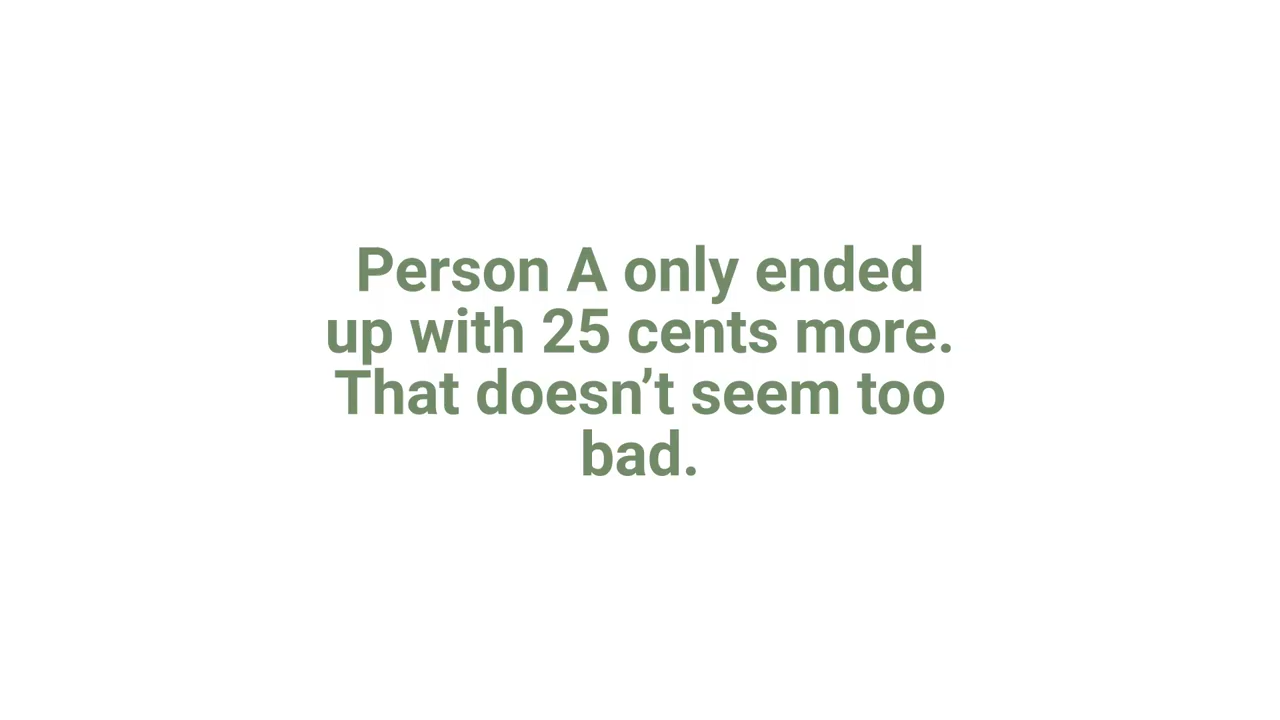 Person A only ended
up with 25 cents more.
That doesn’t seem too
bad.